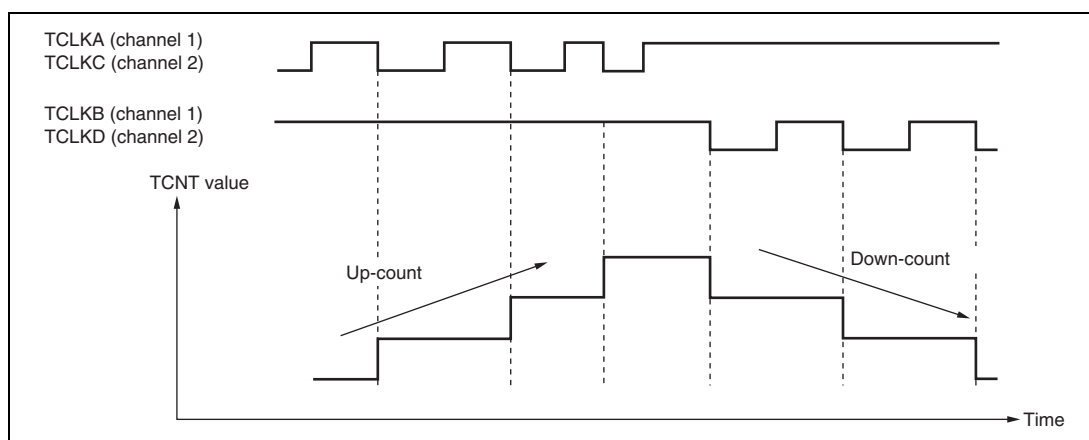 TCLKA (channel 1)
TCLKC (channel 2)
TCLKB (channel 1)
TCLKD (channel 2)
TCNT value
Up-count
Down-count
Time